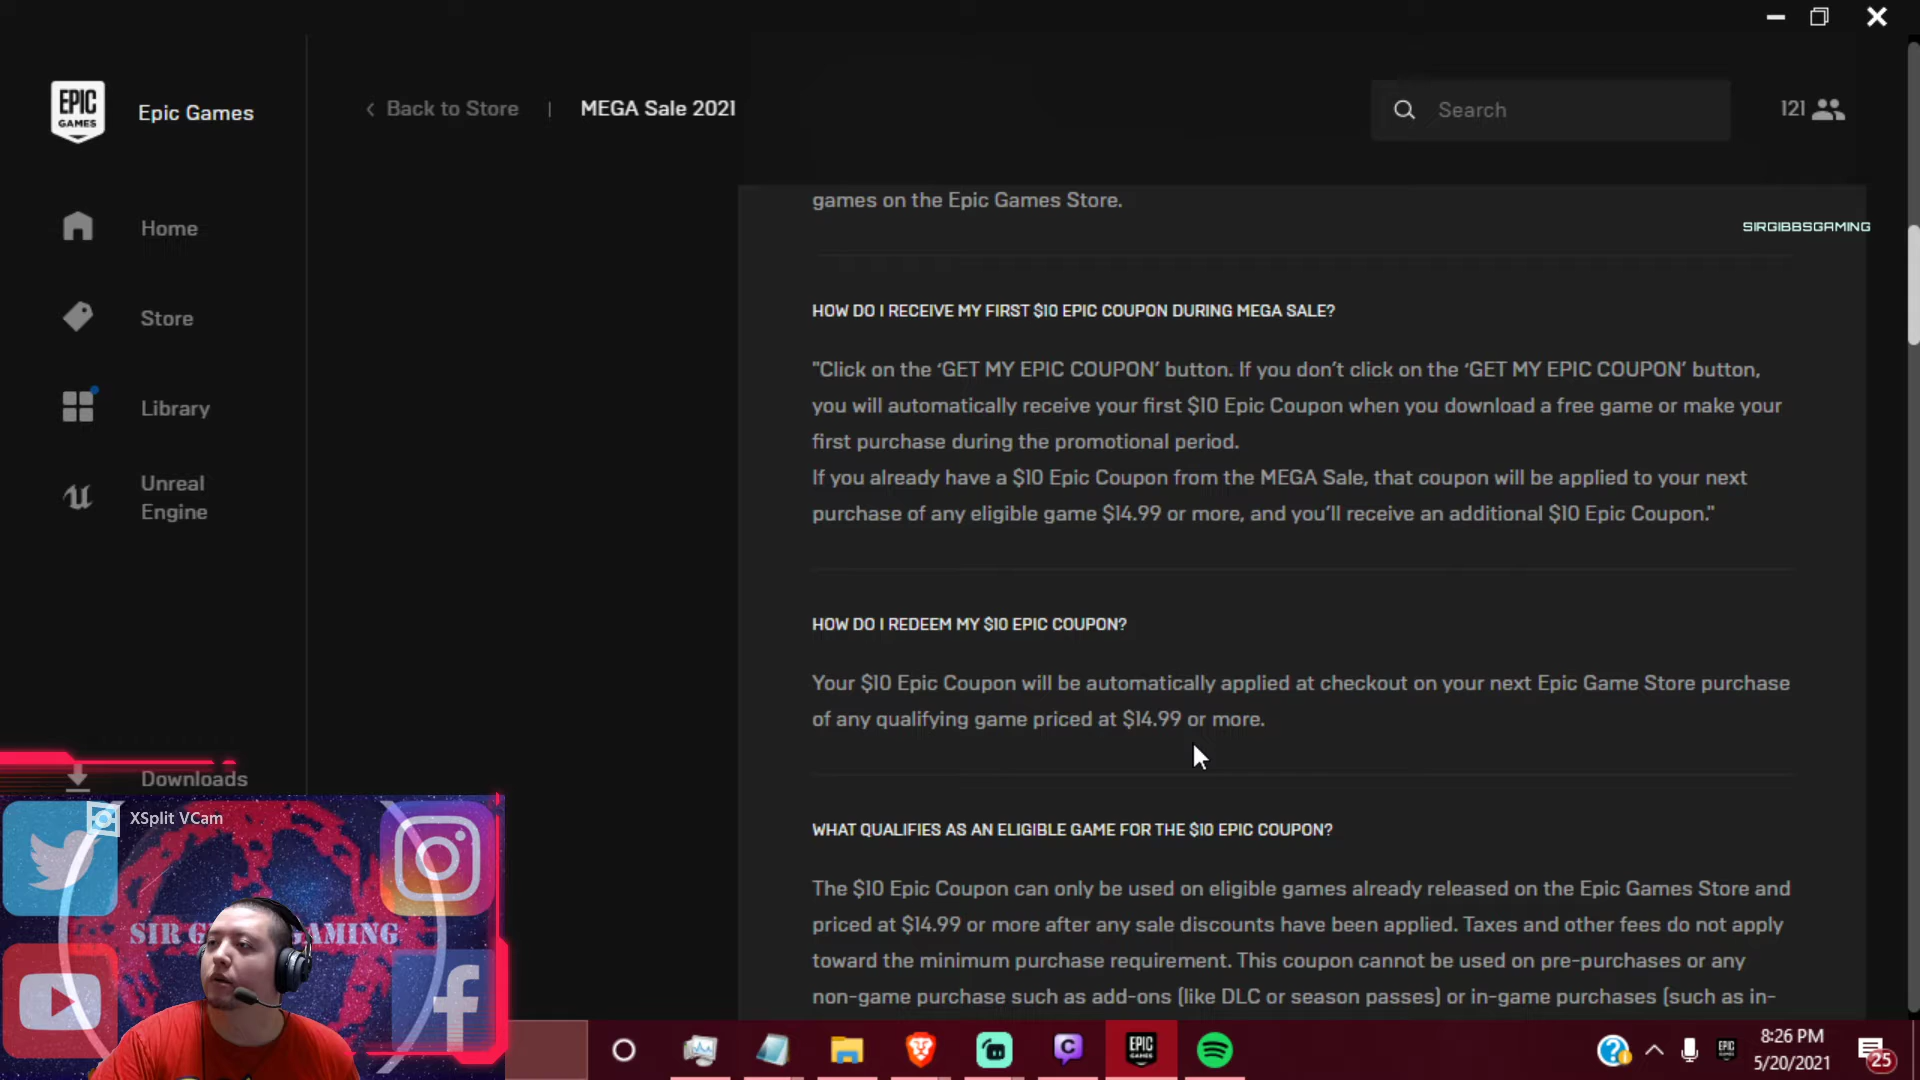 EPIC
GAMES
Epic Games
Back to Store
MEGA Sale 2021
Search
121
Home
Store
Library
Unreal
Engine
Downloads
SIRGIBBSGAMING
games on the Epic Games Store.
HOW DO I RECEIVE MY FIRST $10 EPIC COUPON DURING MEGA SALE?
"Click on the ‘GET MY EPIC COUPON’ button. If you don’t click on the ‘GET MY EPIC COUPON’ button,
you will automatically receive your first $10 Epic Coupon when you download a free game or make your
first purchase during the promotional period.
If you already have a $10 Epic Coupon from the MEGA Sale, that coupon will be applied to your next
purchase of any eligible game $14.99 or more, and you’ll receive an additional $10 Epic Coupon."
HOW DO I REDEEM MY $10 EPIC COUPON?
Your $10 Epic Coupon will be automatically applied at checkout on your next Epic Game Store purchase
of any qualifying game priced at $14.99 or more.
WHAT QUALIFIES AS AN ELIGIBLE GAME FOR THE $10 EPIC COUPON?
The $10 Epic Coupon can only be used on eligible games already released on the Epic Games Store and
priced at $14.99 or more after any sale discounts have been applied. Taxes and other fees do not apply
toward the minimum purchase requirement. This coupon cannot be used on pre-purchases or any
non-game purchase such as add-ons (like DLC or season passes) or in-game purchases (such as in-
XSplit VCam
SIR G GAMING
EPIC
GAMES
EPIC
8:26 PM
5/20/2021
25